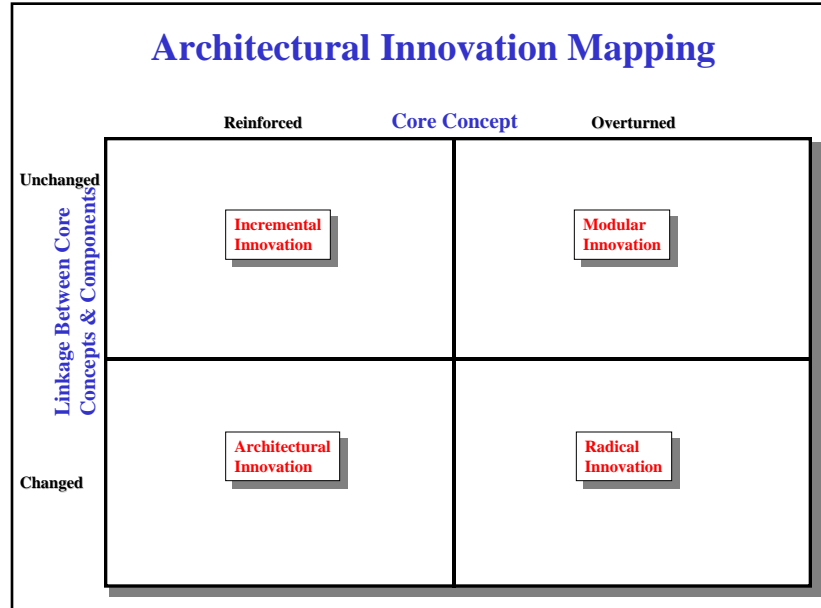 Architectural Innovation Mapping
Reinforced
Core Concept
Overturned
Unchanged
Linkage Between Core
Concepts & Components
Incremental
Innovation
Modular
Innovation
Architectural
Innovation
Radical
Innovation
Changed